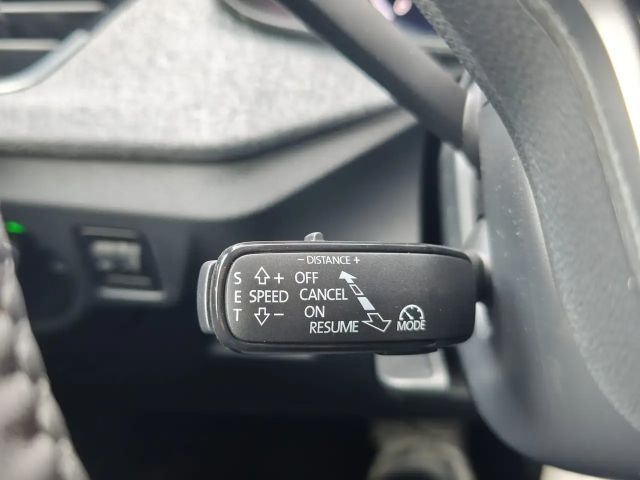 - DISTANCE +
S + OFF
E SPEED CANCEL
T - ON
RESUME MODE